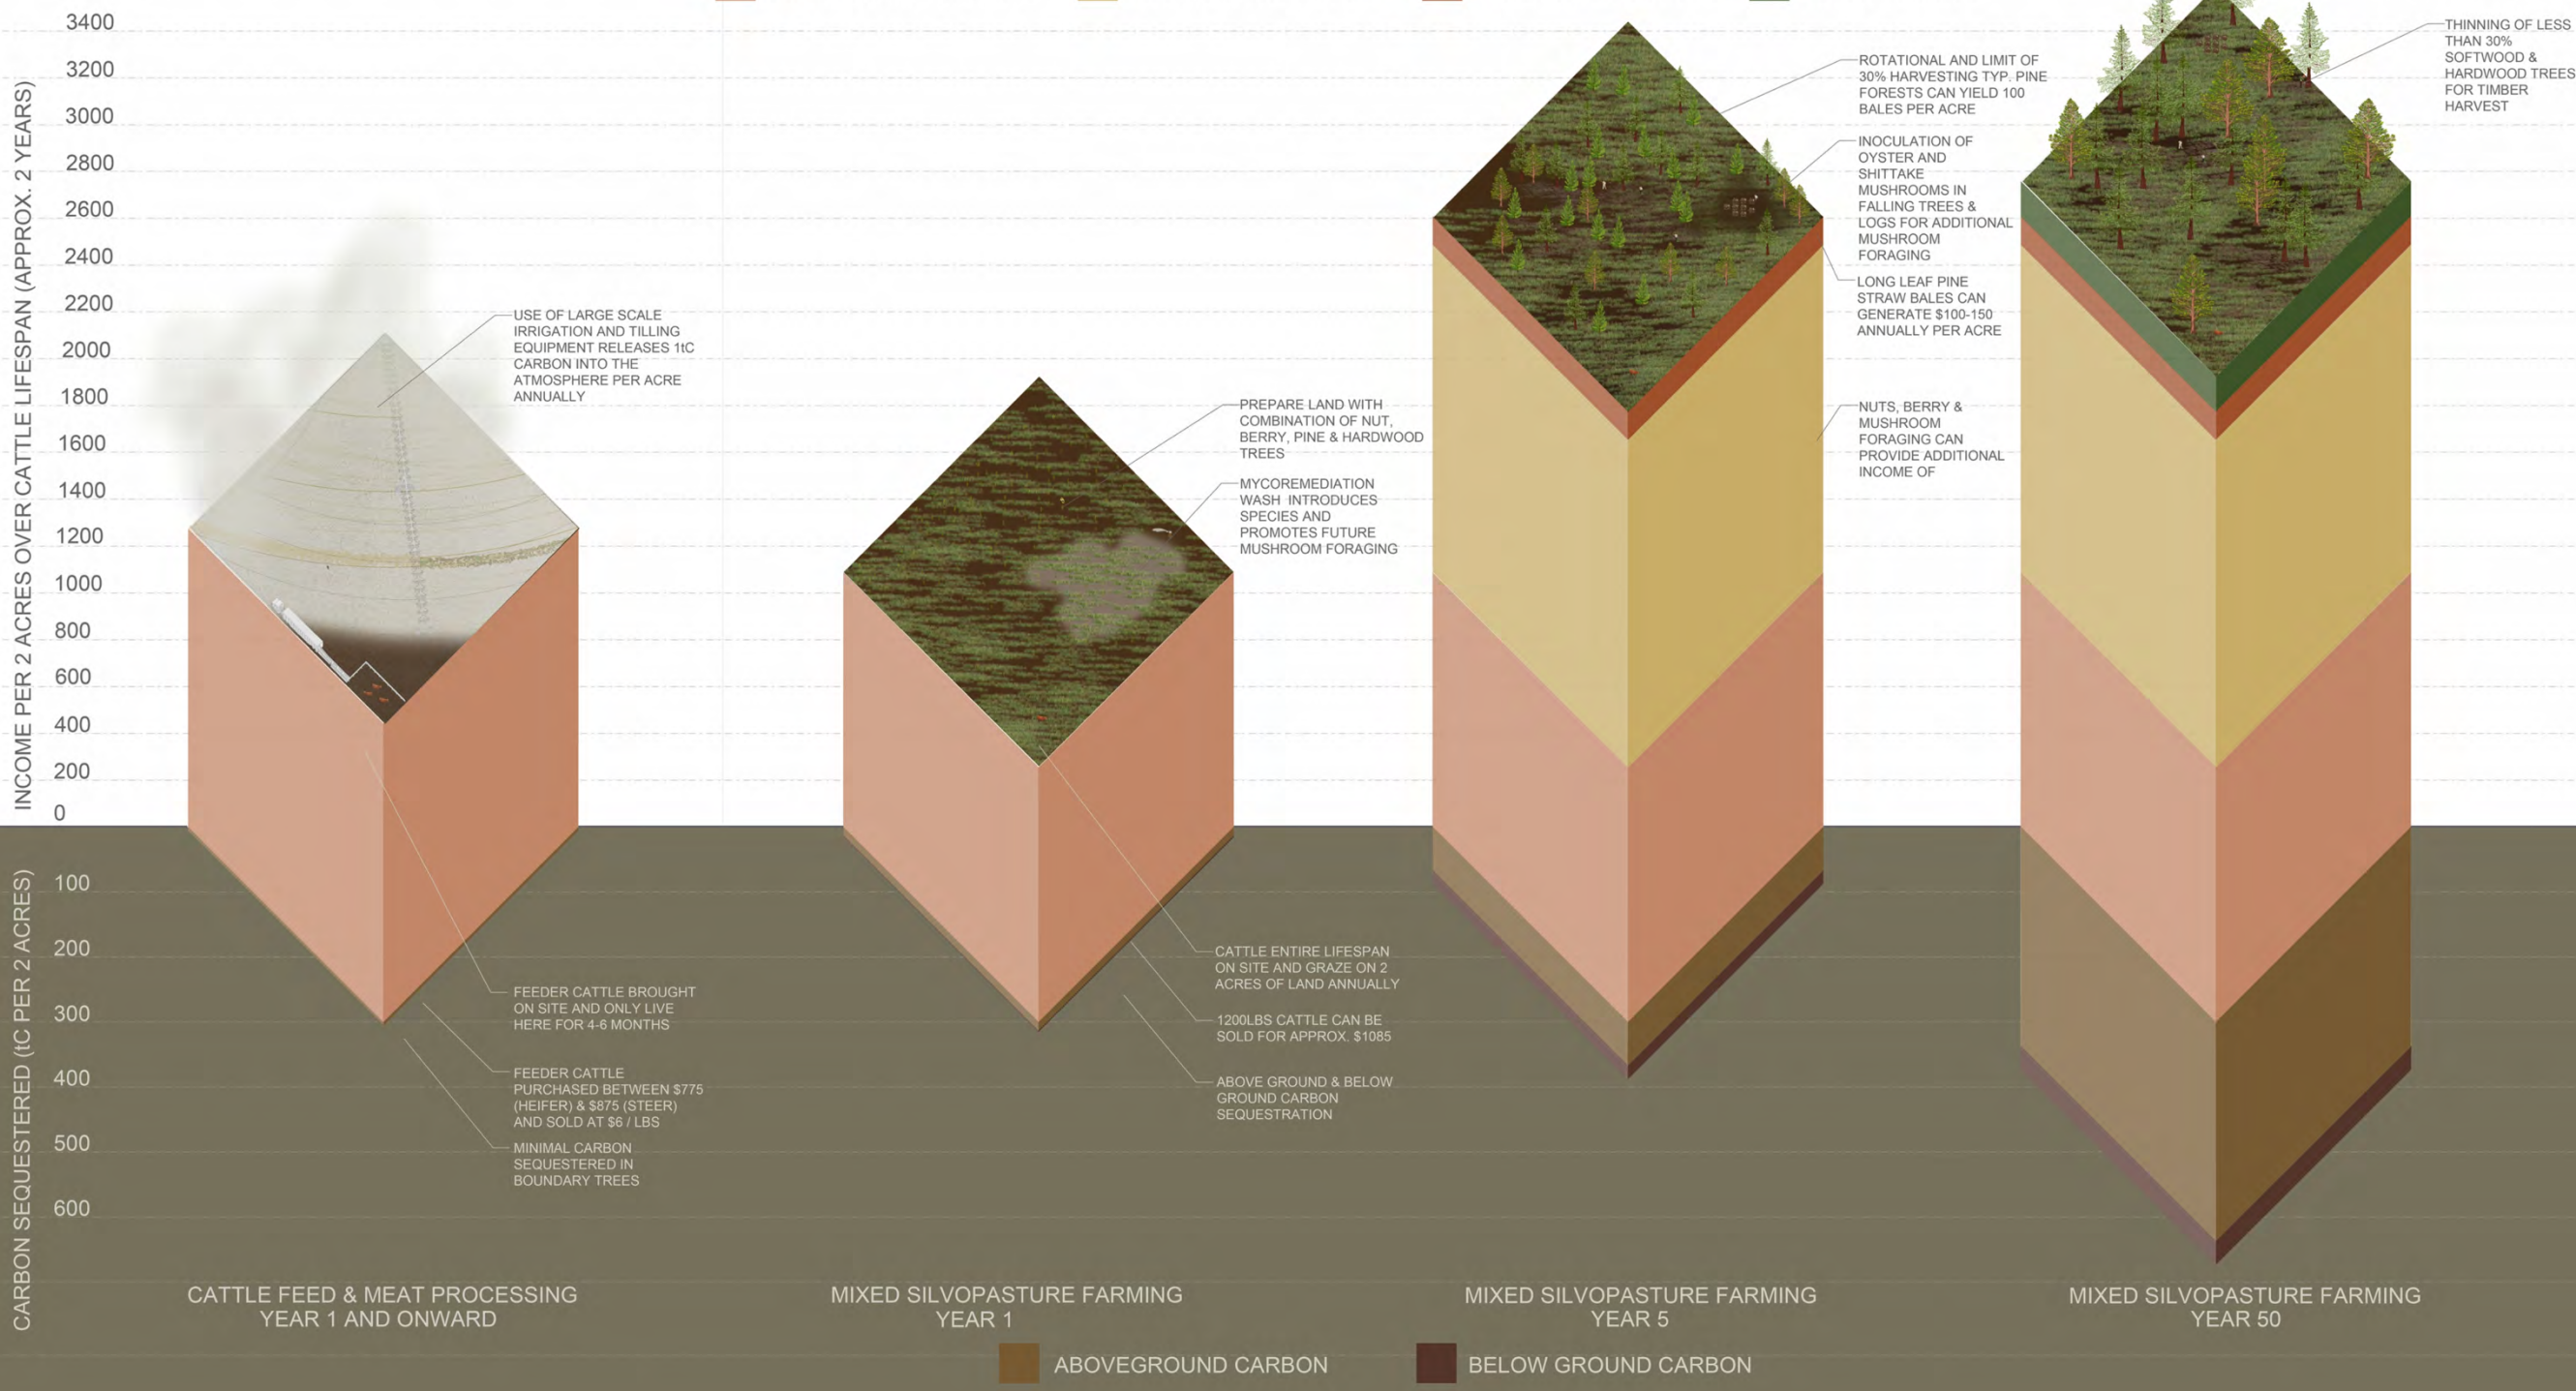 INCOME PER 2 ACRES OVER CATTLE LIFESPAN (APPROX. 2 YEARS)
3400
3200
3000
2800
2600
2400
2200
2000
1800
1600
1400
1200
1000
800
600
400
200
0
CARBON SEQUESTERED (tC PER 2 ACRES)
100
200
300
400
500
600
USE OF LARGE SCALE
IRRIGATION AND TILLING
EQUIPMENT RELEASES 1tC
CARBON INTO THE
ATMOSPHERE PER ACRE
ANNUALLY
FEEDER CATTLE BROUGHT
ON SITE AND ONLY LIVE
HERE FOR 4-6 MONTHS
FEEDER CATTLE
PURCHASED BETWEEN $775
(HEIFER) & $875 (STEER)
AND SOLD AT $6 / LBS
MINIMAL CARBON
SEQUESTERED IN
BOUNDARY TREES
PREPARE LAND WITH
COMBINATION OF NUT,
BERRY, PINE & HARDWOOD
TREES
MYCOREMEDIATION
WASH INTRODUCES
SPECIES AND
PROMOTES FUTURE
MUSHROOM FORAGING
CATTLE ENTIRE LIFESPAN
ON SITE AND GRAZE ON 2
ACRES OF LAND ANNUALLY
1200LBS CATTLE CAN BE
SOLD FOR APPROX. $1085
ABOVE GROUND & BELOW
GROUND CARBON
SEQUESTRATION
ROTATIONAL AND LIMIT OF
30% HARVESTING TYP. PINE
FORESTS CAN YIELD 100
BALES PER ACRE
INOCULATION OF
OYSTER AND
SHITTAKE
MUSHROOMS IN
FALLING TREES &
LOGS FOR ADDITIONAL
MUSHROOM
FORAGING
LONG LEAF PINE
STRAW BALES CAN
GENERATE $100-150
ANNUALLY PER ACRE
NUTS, BERRY &
MUSHROOM
FORAGING CAN
PROVIDE ADDITIONAL
INCOME OF
THINNING OF LESS
THAN 30%
SOFTWOOD &
HARDWOOD TREES
FOR TIMBER
HARVEST
CATTLE FEED & MEAT PROCESSING
YEAR 1 AND ONWARD
MIXED SILVOPASTURE FARMING
YEAR 1
MIXED SILVOPASTURE FARMING
YEAR 5
MIXED SILVOPASTURE FARMING
YEAR 50
ABOVEGROUND CARBON
BELOW GROUND CARBON